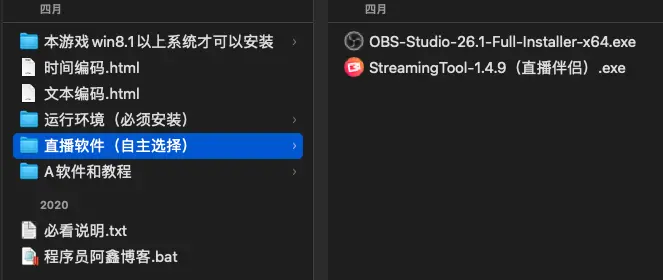 四月
本游戏win8.1以上系统才可以安装
时间编码.html
文本编码.html
运行环境（必须安装）
直播软件（自主选择）
A软件和教程
2020
必看说明.txt
程序员阿鑫博客.bat
四月
OBS-Studio-26.1-Full-Installer-x64.exe
StreamingTool-1.4.9（直播伴侣）.exe